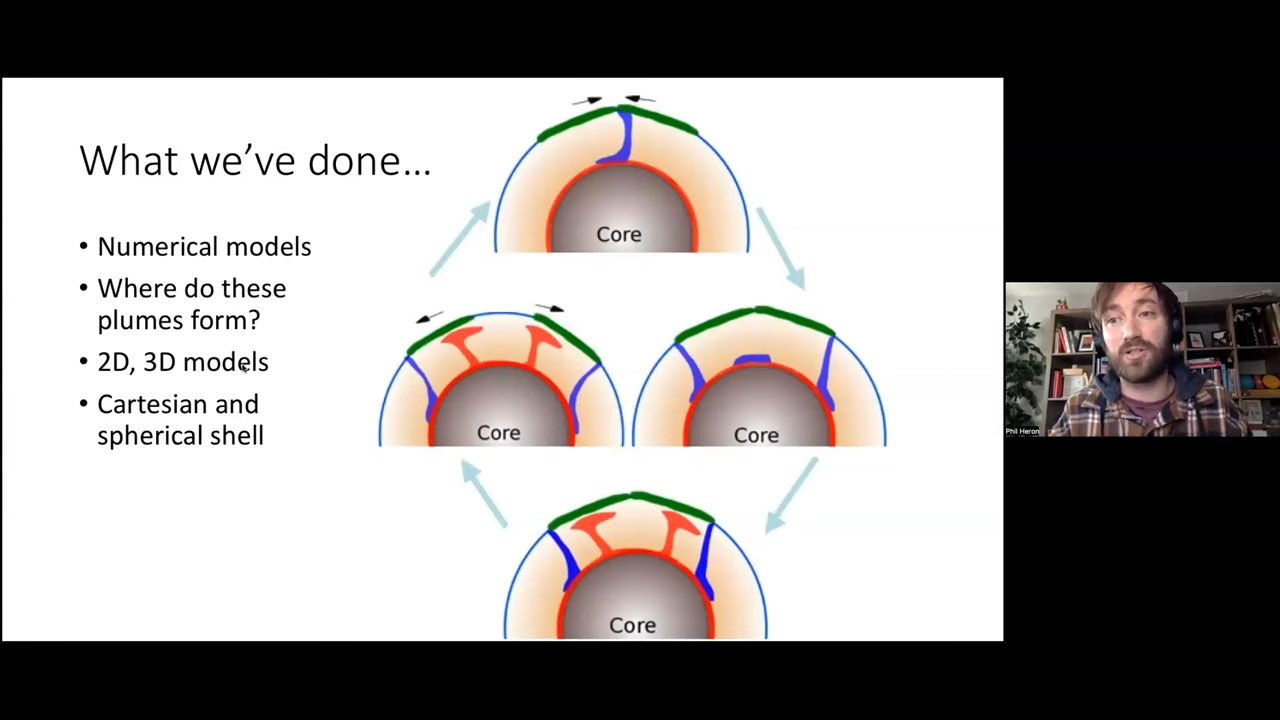 What we've done...
• Numerical models
• Where do these
plumes form?
• 2D, 3D models
• Cartesian and
spherical shell
Core
Core
Core
Core
Phil Heron